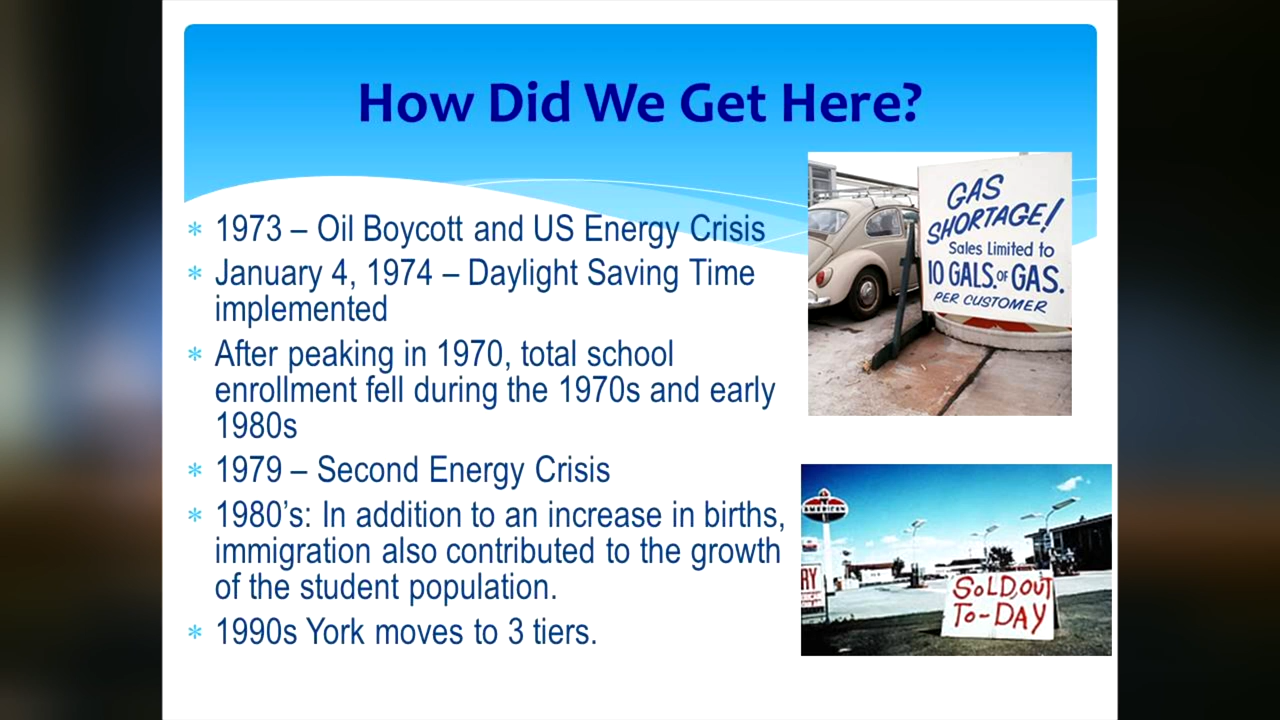 How Did We Get Here?
* 1973 – Oil Boycott and US Energy Crisis
* January 4, 1974 – Daylight Saving Time
implemented
* After peaking in 1970, total school
enrollment fell during the 1970s and early
1980s
* 1979 – Second Energy Crisis
* 1980’s: In addition to an increase in births,
immigration also contributed to the growth
of the student population.
* 1990s York moves to 3 tiers.
GAS
SHORTAGE!
Sales Limited to
10 GALS. OF GAS.
PER CUSTOMER
AMERICAN
RY
SOLD OUT
TO-DAY